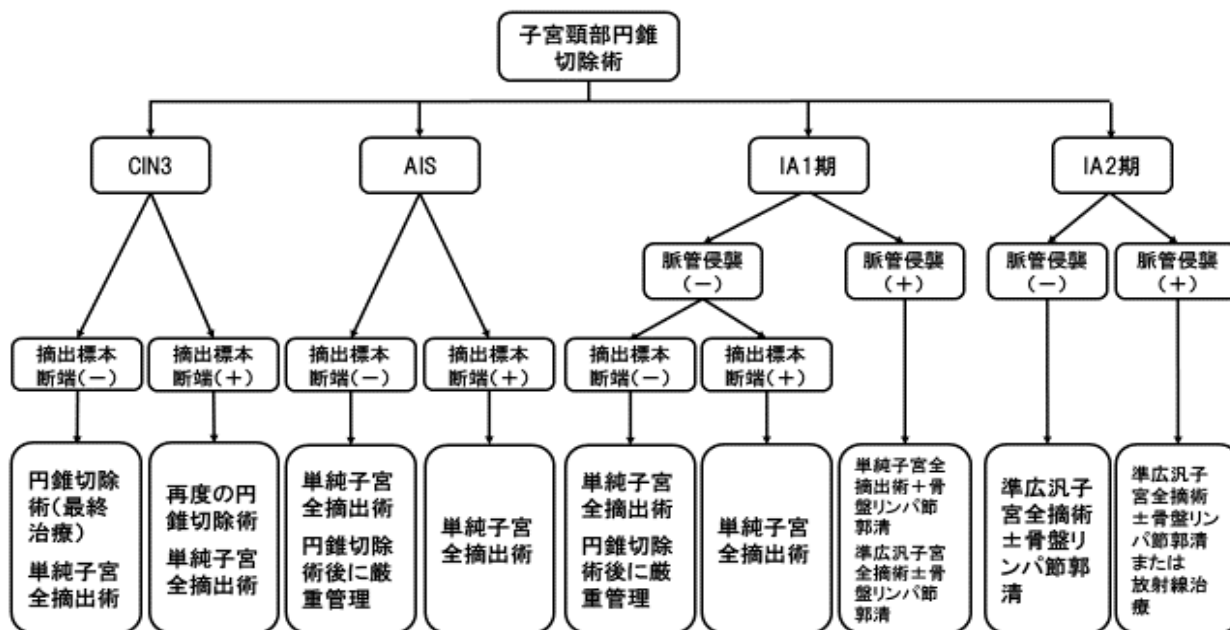 子宮頸部円錐
切除術
CIN3
AIS
IA1期
IA2期
脈管侵襲
(－)
脈管侵襲
(＋)
脈管侵襲
(－)
脈管侵襲
(＋)
摘出標本
断端(－)
摘出標本
断端(＋)
摘出標本
断端(－)
摘出標本
断端(＋)
摘出標本
断端(－)
摘出標本
断端(＋)
円錐切除
術(最終
治療)
単純子宮
全摘出術
再度の円
錐切除術
単純子宮
全摘出術
単純子宮
全摘出術
円錐切除
術後に厳
重管理
単純子宮
全摘出術
単純子宮
全摘出術
円錐切除
術後に厳
重管理
単純子宮
全摘出術
単純子宮全
摘出術＋骨
盤リンパ節
郭清
準広汎子宮
全摘術±骨
盤リンパ節
郭清
準広汎子
宮全摘術
±骨盤リ
ンパ節郭
清
準広汎子
宮全摘術
±骨盤リン
パ節郭清
または
放射線治
療